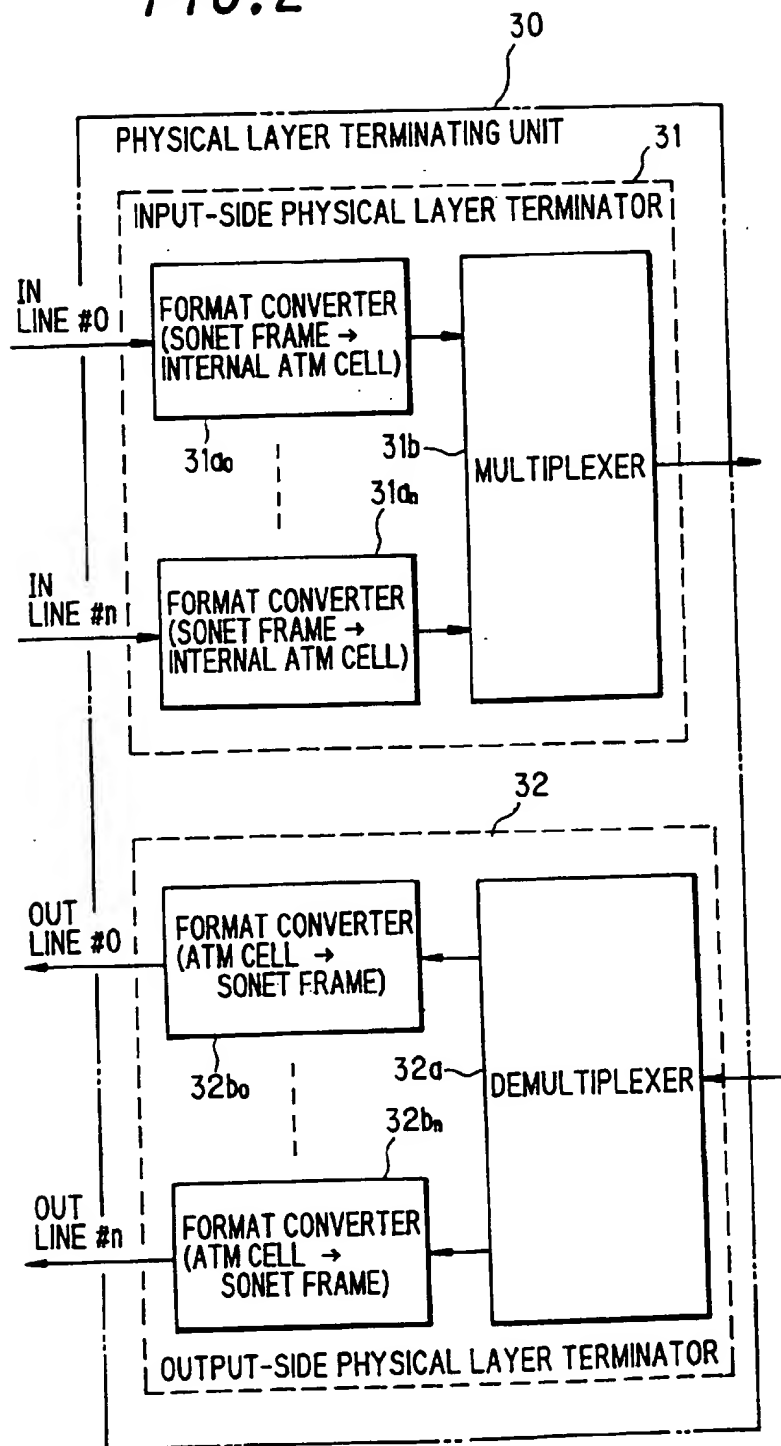 FIG.2
30
PHYSICAL LAYER TERMINATING UNIT
31
INPUT-SIDE PHYSICAL LAYER TERMINATOR
IN
LINE #0
FORMAT CONVERTER
(SONET FRAME →
INTERNAL ATM CELL)
31a0
31b
MULTIPLEXER
31an
IN
LINE #n
FORMAT CONVERTER
(SONET FRAME →
INTERNAL ATM CELL)
32
OUT
LINE #0
FORMAT CONVERTER
(ATM CELL →
SONET FRAME)
32b0
32a
DEMULTIPLEXER
32bn
OUT
LINE #n
FORMAT CONVERTER
(ATM CELL →
SONET FRAME)
OUTPUT-SIDE PHYSICAL LAYER TERMINATOR